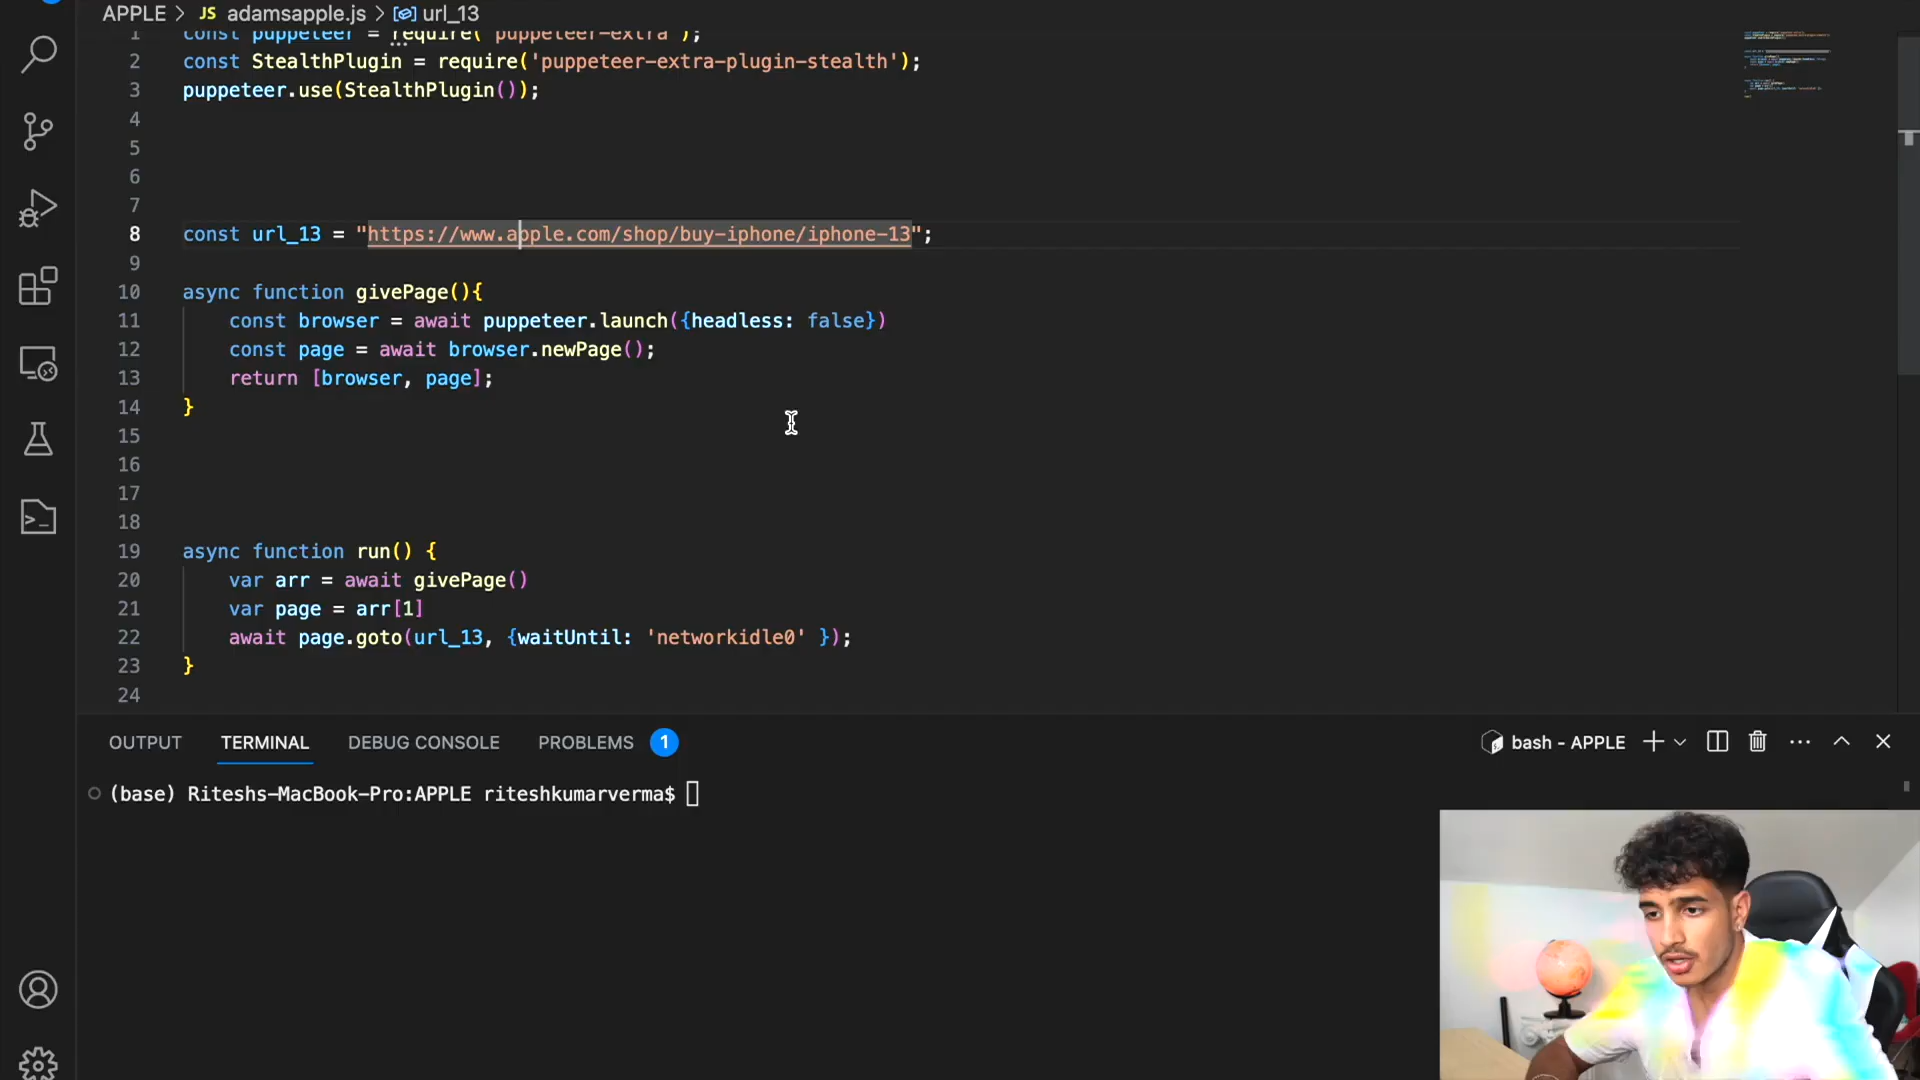 APPLE > JS adamsapple.js > url_13
1 const puppeteer = require('puppeteer-extra');
2 const StealthPlugin = require('puppeteer-extra-plugin-stealth');
3 puppeteer.use(StealthPlugin());
4
5
6
7
8 const url_13 = "https://www.apple.com/shop/buy-iphone/iphone-13";
9
10 async function givePage(){
11     const browser = await puppeteer.launch({headless: false})
12     const page = await browser.newPage();
13     return [browser, page];
14 }
15
16
17
18
19 async function run() {
20     var arr = await givePage()
21     var page = arr[1]
22     await page.goto(url_13, {waitUntil: 'networkidle0' });
23 }
24
OUTPUT TERMINAL DEBUG CONSOLE PROBLEMS 1 bash - APPLE
(base) Riteshs-MacBook-Pro:APPLE riteshkumarverma$